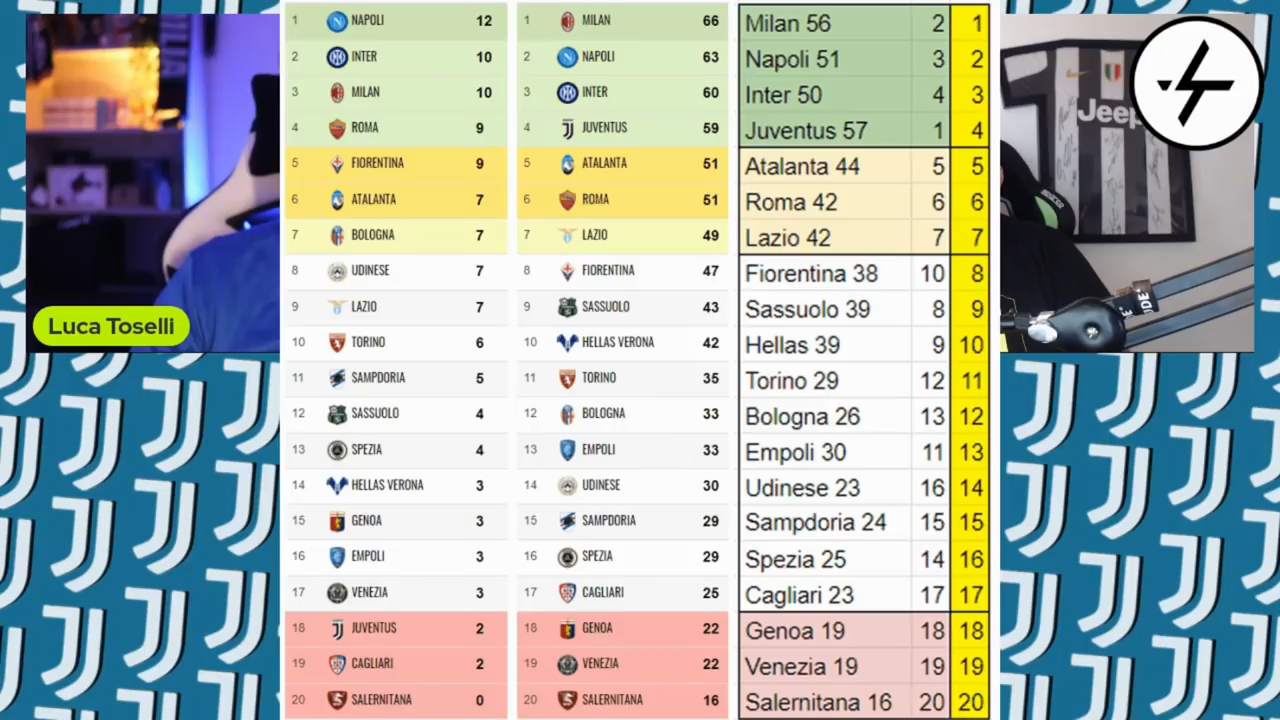 1 NAPOLI 12
2 INTER 10
3 MILAN 10
4 ROMA 9
5 FIORENTINA 9
6 ATALANTA 7
7 BOLOGNA 7
8 UDINESE 7
9 LAZIO 7
10 TORINO 6
11 SAMPDORIA 5
12 SASSUOLO 4
13 SPEZIA 4
14 HELLAS VERONA 3
15 GENOA 3
16 EMPOLI 3
17 VENEZIA 3
18 JUVENTUS 2
19 CAGLIARI 2
20 SALERNITANA 0
1 MILAN 66
2 NAPOLI 63
3 INTER 60
4 JUVENTUS 59
5 ATALANTA 51
6 ROMA 51
7 LAZIO 49
8 FIORENTINA 47
9 SASSUOLO 43
10 HELLAS VERONA 42
11 TORINO 35
12 BOLOGNA 33
13 EMPOLI 33
14 UDINESE 30
15 SAMPDORIA 29
16 SPEZIA 29
17 CAGLIARI 25
18 GENOA 22
19 VENEZIA 22
20 SALERNITANA 16
Milan 56 2 1
Napoli 51 3 2
Inter 50 4 3
Juventus 57 1 4
Atalanta 44 5 5
Roma 42 6 6
Lazio 42 7 7
Fiorentina 38 10 8
Sassuolo 39 8 9
Hellas 39 9 10
Torino 29 12 11
Bologna 26 13 12
Empoli 30 11 13
Udinese 23 16 14
Sampdoria 24 15 15
Spezia 25 14 16
Cagliari 23 17 17
Genoa 19 18 18
Venezia 19 19 19
Salernitana 16 20 20
Luca Toselli
Jeep